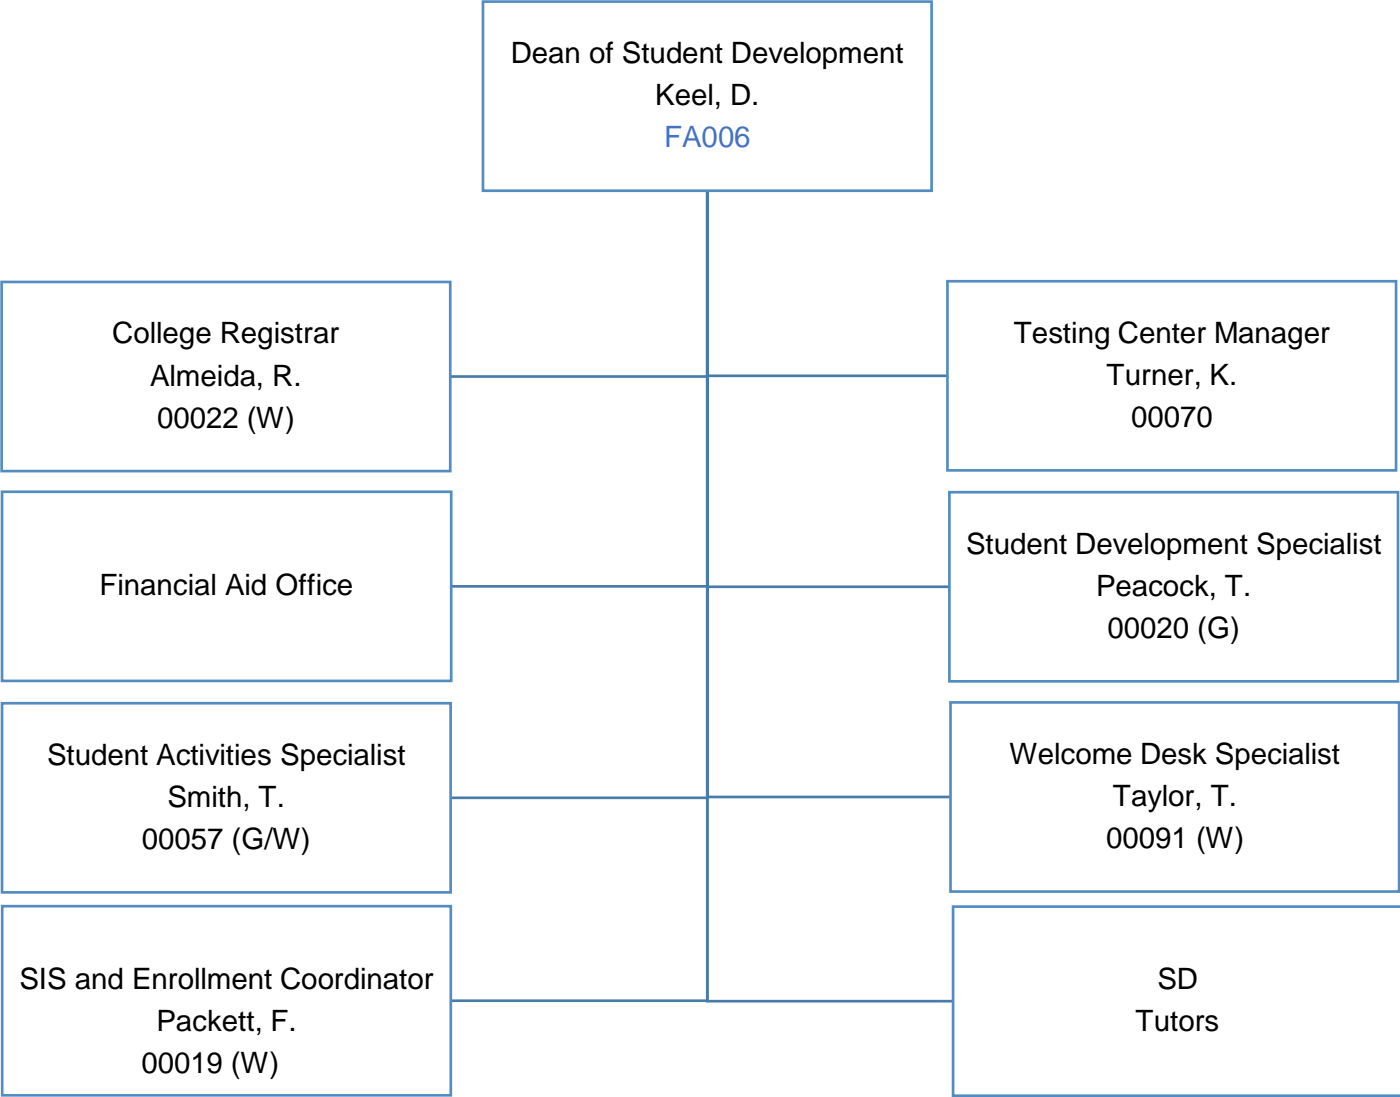 Dean of Student Development
Keel, D.
FA006
College Registrar
Almeida, R.
00022 (W)
Testing Center Manager
Turner, K.
00070
Financial Aid Office
Student Development Specialist
Peacock, T.
00020 (G)
Student Activities Specialist
Smith, T.
00057 (G/W)
Welcome Desk Specialist
Taylor, T.
00091 (W)
SIS and Enrollment Coordinator
Packett, F.
00019 (W)
SD
Tutors